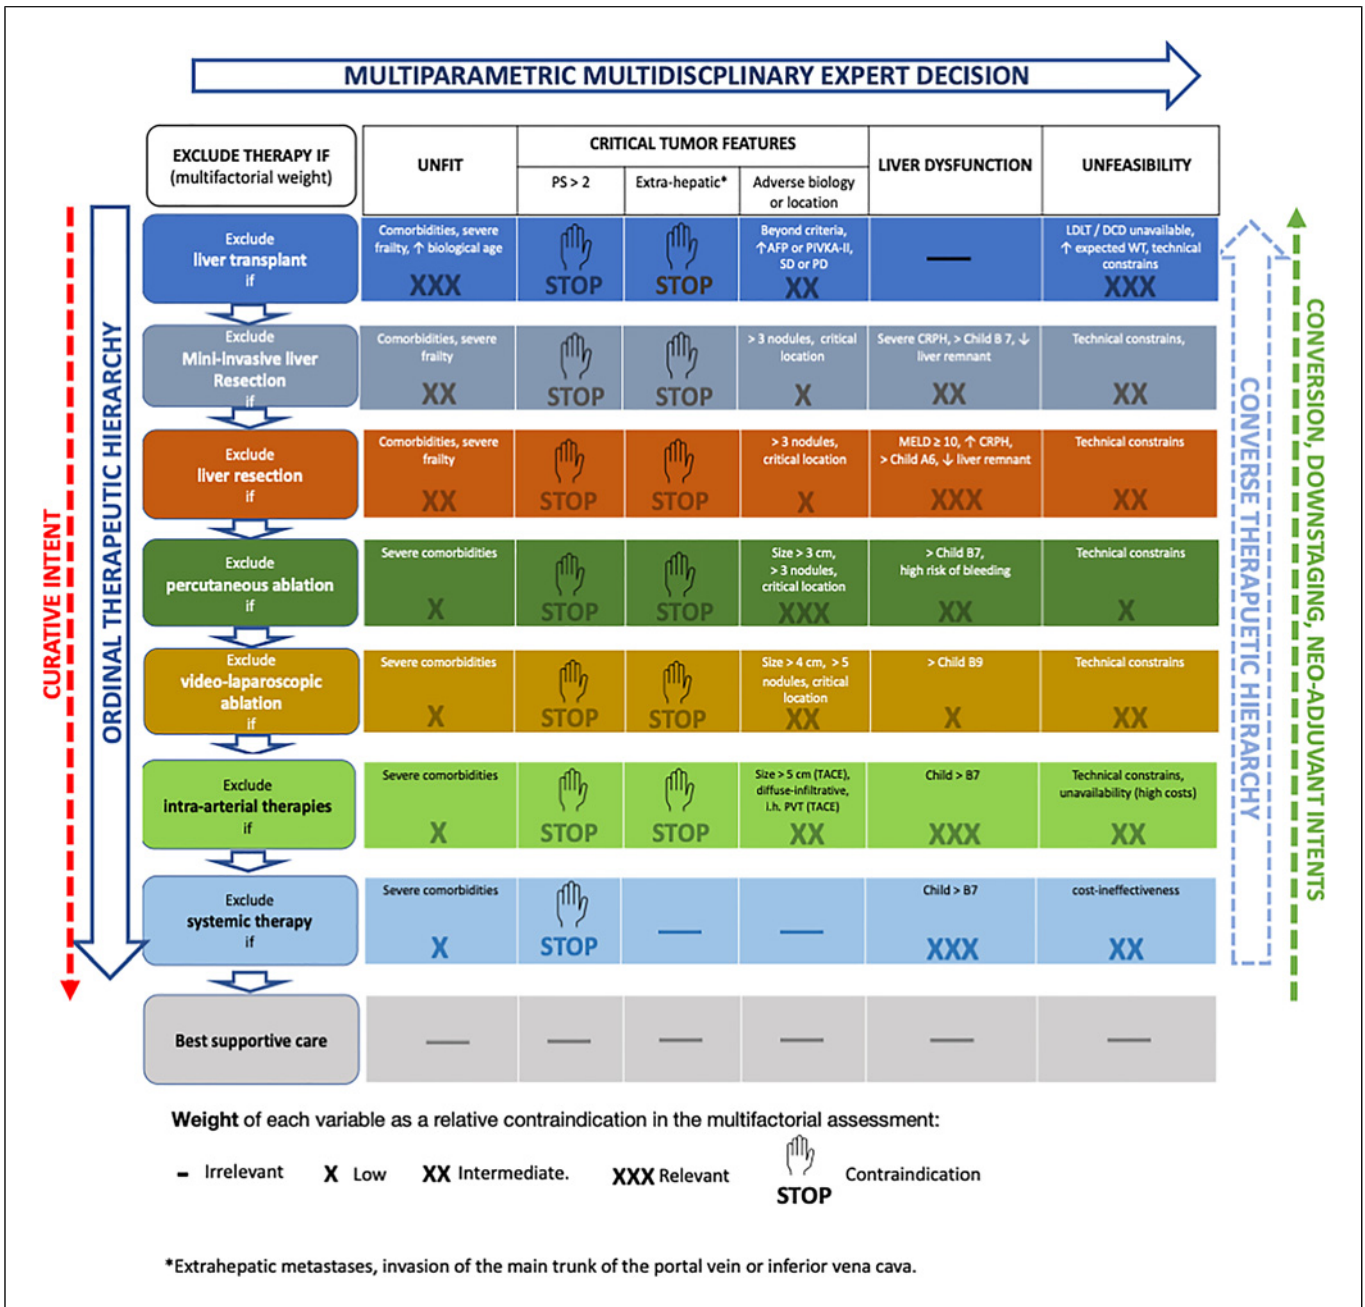 MULTIPARAMETRIC MULTIDISCPLINARY EXPERT DECISION
EXCLUDE THERAPY IF
(multifactorial weight)
UNFIT
CRITICAL TUMOR FEATURES
PS > 2
Extra-hepatic*
Adverse biology
or location
LIVER DYSFUNCTION
UNFEASIBILITY
Exclude
liver transplant
if
Comorbidities, severe
frailty, ↑ biological age
XXX
STOP
STOP
Beyond criteria,
↑AFP or PIVKA-II,
SD or PD
XX
—
LDLT / DCD unavailable,
↑ expected WT, technical
constrains
XXX
Exclude
Mini-invasive liver
Resection
if
Comorbidities, severe
frailty
XX
STOP
STOP
> 3 nodules, critical
location
X
Severe CRPH, > Child B 7, ↓
liver remnant
XX
Technical constrains,
XX
Exclude
liver resection
if
Comorbidities, severe
frailty
XX
STOP
STOP
> 3 nodules,
critical location
X
MELD ≥ 10, ↑ CRPH,
> Child A6, ↓ liver remnant
XXX
Technical constrains
XX
Exclude
percutaneous ablation
if
Severe comorbidities
X
STOP
STOP
Size > 3 cm,
> 3 nodules,
critical location
XXX
> Child B7,
high risk of bleeding
XX
Technical constrains
X
Exclude
video-laparoscopic
ablation
if
Severe comorbidities
X
STOP
STOP
Size > 4 cm, > 5
nodules, critical
location
XX
> Child B9
X
Technical constrains
XX
Exclude
intra-arterial therapies
if
Severe comorbidities
X
STOP
STOP
Size > 5 cm (TACE),
diffuse-infiltrative,
i.h. PVT (TACE)
XX
Child > B7
XXX
Technical constrains,
unavailability (high costs)
XX
Exclude
systemic therapy
if
Severe comorbidities
X
STOP
—
—
Child > B7
XXX
cost-ineffectiveness
XX
Best supportive care
—
—
—
—
—
—
CURATIVE INTENT
ORDINAL THERAPEUTIC HIERARCHY
CONVERSE THERAPUETIC HIERARCHY
CONVERSION, DOWNSTAGING, NEO-ADJUVANT INTENTS
Weight of each variable as a relative contraindication in the multifactorial assessment:
– Irrelevant
X Low
XX Intermediate.
XXX Relevant
STOP
Contraindication
*Extrahepatic metastases, invasion of the main trunk of the portal vein or inferior vena cava.